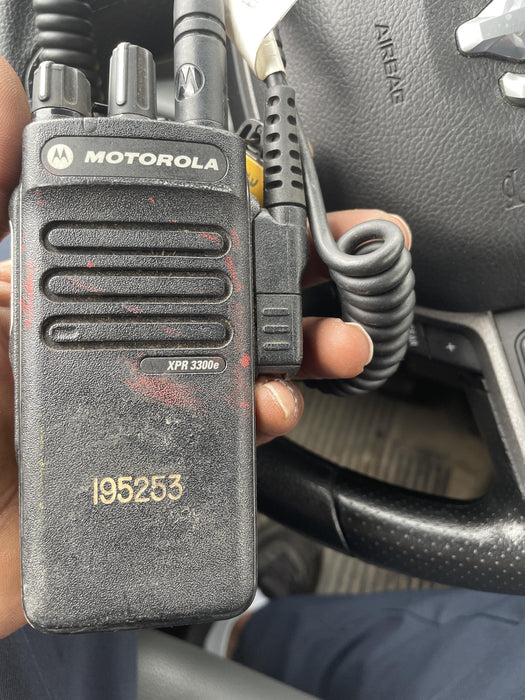 AIRBAG
MOTOROLA
XPR 3300e
195253
+